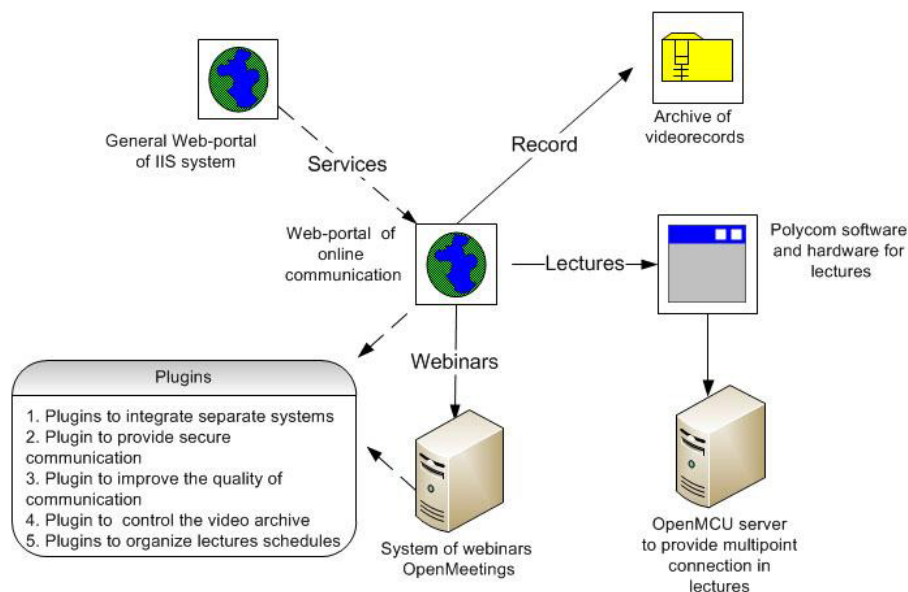 General Web-portal
of IIS system
Services
Record
Archive of
videorecords
Web-portal of
online
communication
Lectures
Polycom software
and hardware for
lectures
Webinars
Plugins
1. Plugins to integrate separate systems
2. Plugin to provide secure
communication
3. Plugin to improve the quality of
communication
4. Plugin to control the video archive
5. Plugins to organize lectures schedules
System of webinars
OpenMeetings
OpenMCU server
to provide multipoint
connection in
lectures